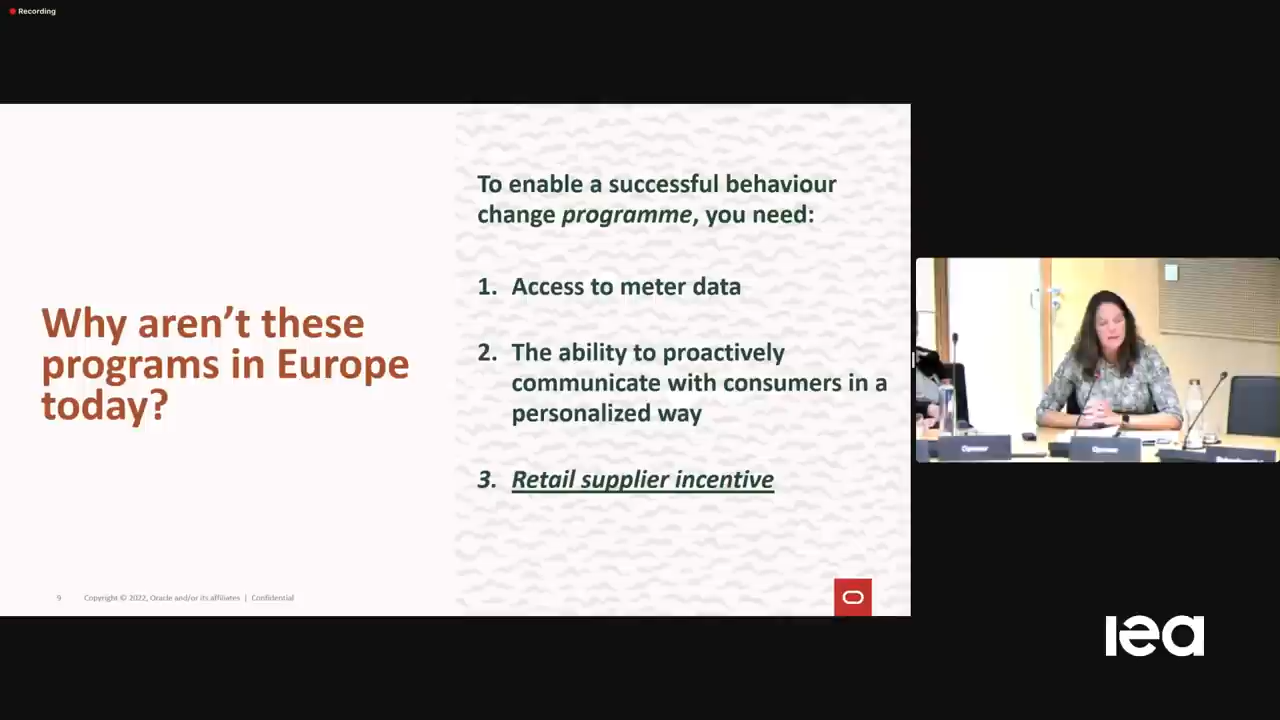 Recording
To enable a successful behaviour
change programme, you need:
1. Access to meter data
2. The ability to proactively
communicate with consumers in a
personalized way
3. Retail supplier incentive
Why aren’t these
programs in Europe
today?
9 Copyright © 2022, Oracle and/or its affiliates | Confidential
Opower
Opower
iea